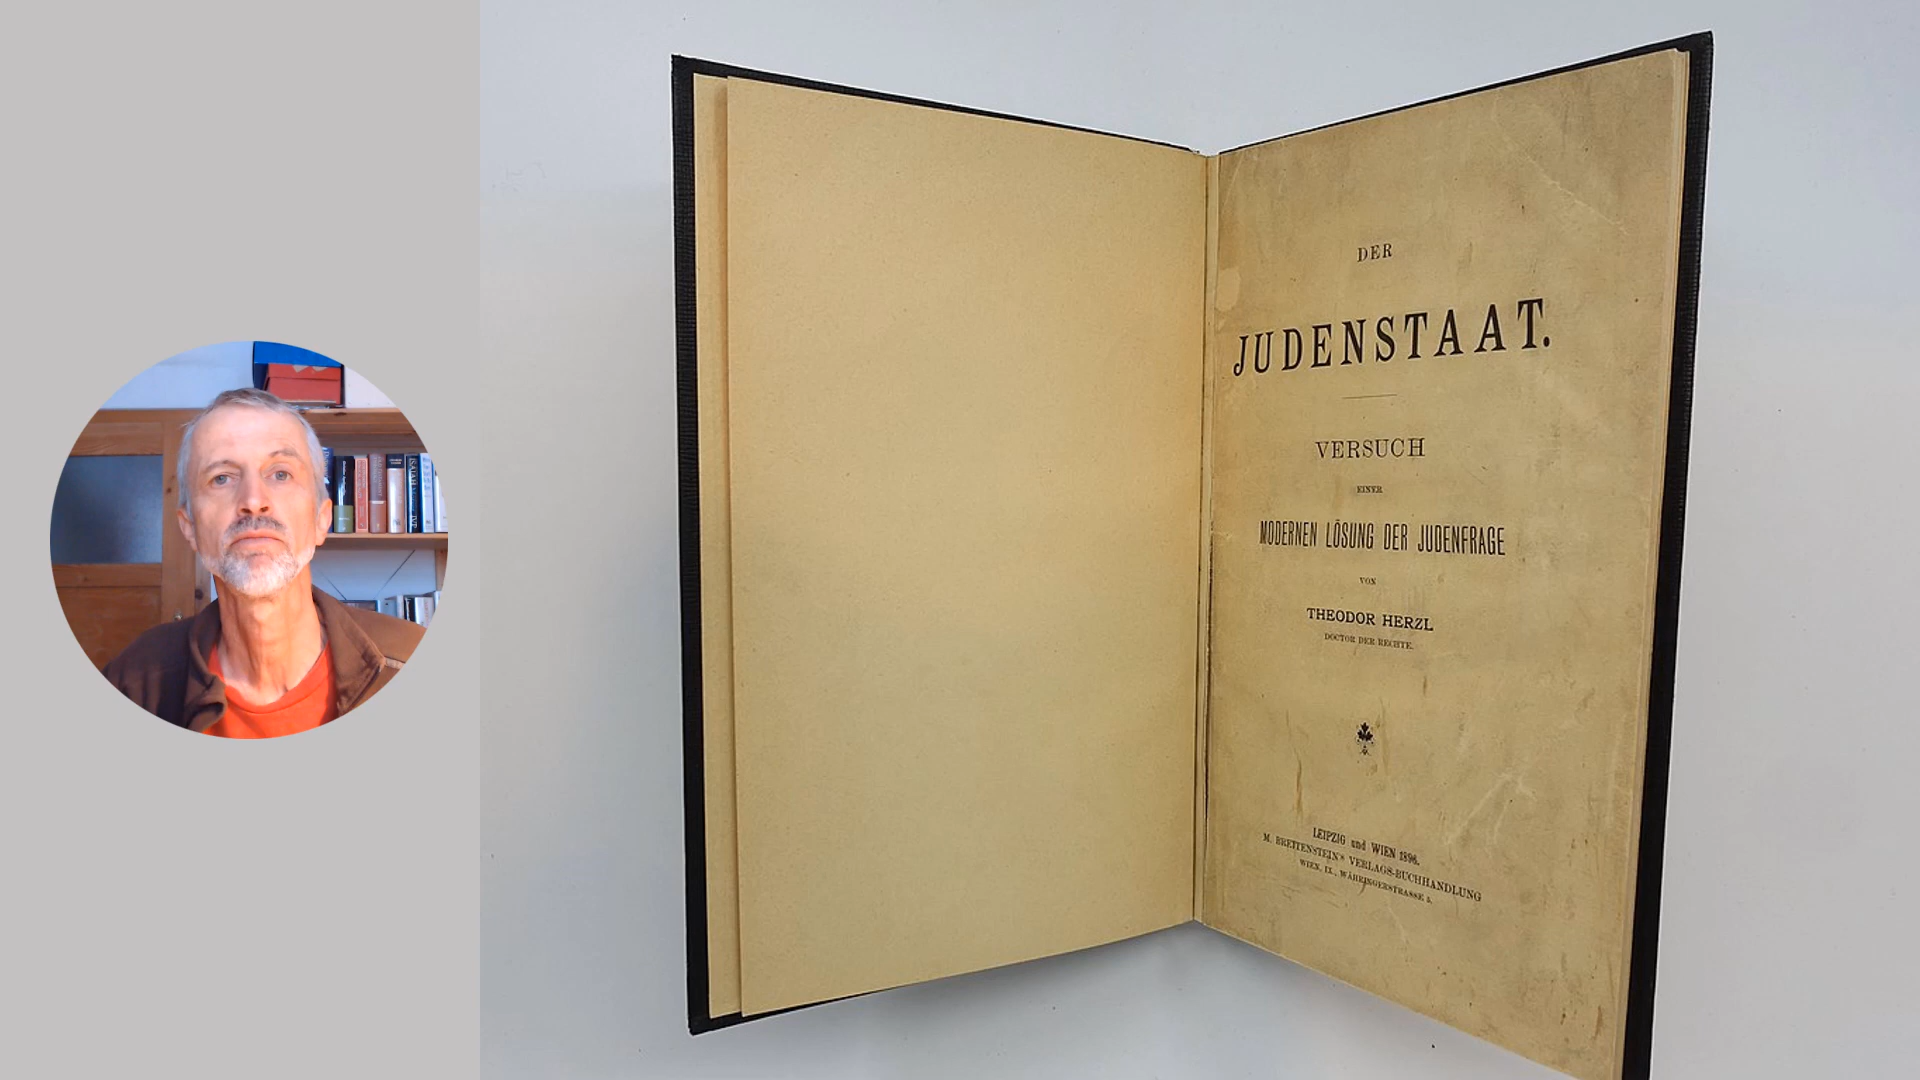 DER
JUDENSTAAT.
VERSUCH
EINER
MODERNEN LÖSUNG DER JUDENFRAGE
VON
THEODOR HERZL
DOCTOR DER RECHTE.
LEIPZIG und WIEN 1896.
M. BREITENSTEIN'S VERLAGS-BUCHHANDLUNG
WIEN, IX., WÄHRINGERSTRASSE 5.
ISAIAH